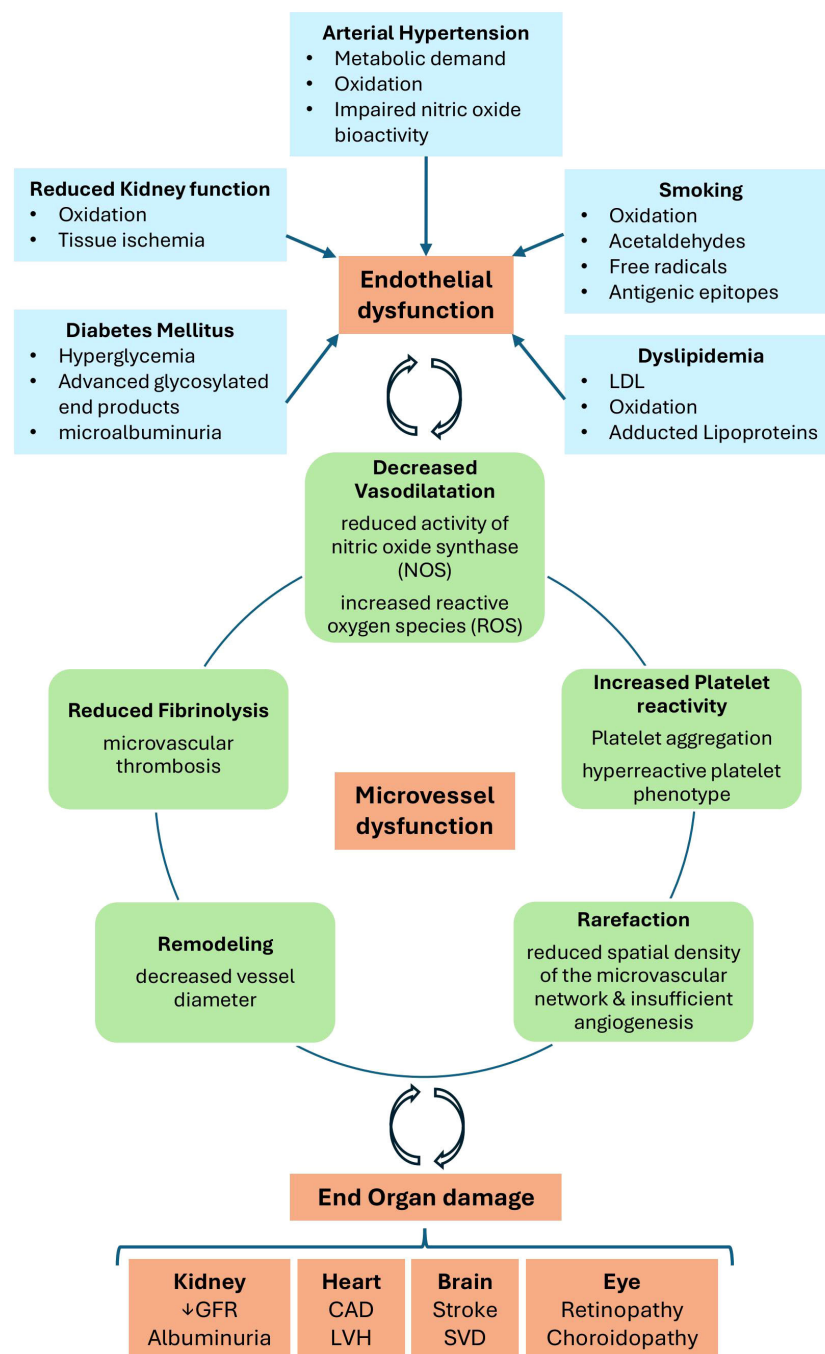 Arterial Hypertension
• Metabolic demand
• Oxidation
• Impaired nitric oxide
bioactivity
Reduced Kidney function
• Oxidation
• Tissue ischemia
Smoking
• Oxidation
• Acetaldehydes
• Free radicals
• Antigenic epitopes
Endothelial
dysfunction
Diabetes Mellitus
• Hyperglycemia
• Advanced glycosylated
end products
• microalbuminuria
Dyslipidemia
• LDL
• Oxidation
• Adducted Lipoproteins
Decreased
Vasodilatation
reduced activity of
nitric oxide synthase
(NOS)
increased reactive
oxygen species (ROS)
Reduced Fibrinolysis
microvascular
thrombosis
Increased Platelet
reactivity
Platelet aggregation
hyperreactive platelet
phenotype
Microvessel
dysfunction
Remodeling
decreased vessel
diameter
Rarefaction
reduced spatial density
of the microvascular
network & insufficient
angiogenesis
End Organ damage
Kidney
↓GFR
Albuminuria
Heart
CAD
LVH
Brain
Stroke
SVD
Eye
Retinopathy
Choroidopathy